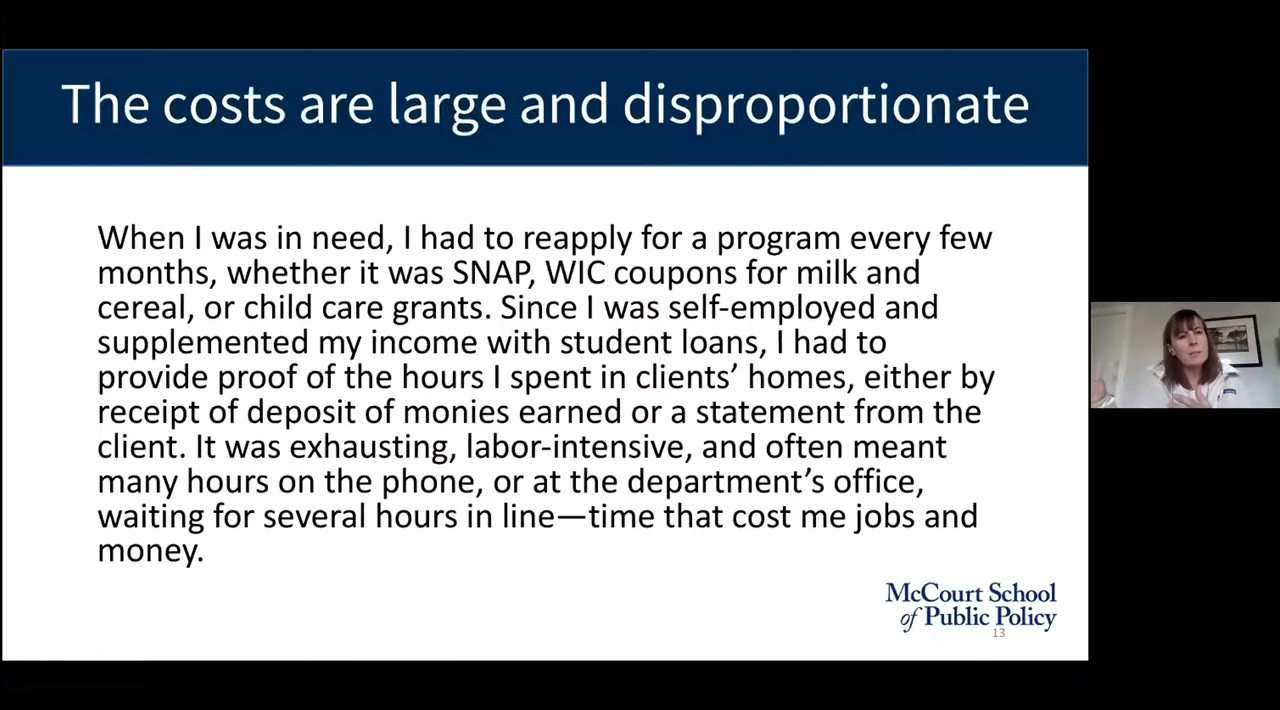 The costs are large and disproportionate
When I was in need, I had to reapply for a program every few
months, whether it was SNAP, WIC coupons for milk and
cereal, or child care grants. Since I was self-employed and
supplemented my income with student loans, I had to
provide proof of the hours I spent in clients’ homes, either by
receipt of deposit of monies earned or a statement from the
client. It was exhausting, labor-intensive, and often meant
many hours on the phone, or at the department’s office,
waiting for several hours in line—time that cost me jobs and
money.
McCourt School
of Public Policy
13